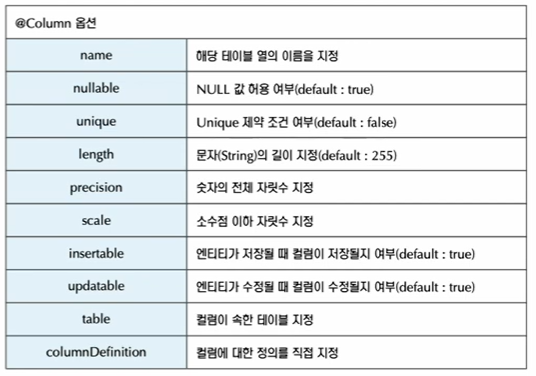 @Column 옵션
name 해당 테이블 열의 이름을 지정
nullable NULL 값 허용 여부(default : true)
unique Unique 제약 조건 여부(default : false)
length 문자(String)의 길이 지정(default : 255)
precision 숫자의 전체 자릿수 지정
scale 소수점 이하 자릿수 지정
insertable 엔티티가 저장될 때 컬럼이 저장될지 여부(default : true)
updatable 엔티티가 수정될 때 컬럼이 수정될지 여부(default : true)
table 컬럼이 속한 테이블 지정
columnDefinition 컬럼에 대한 정의를 직접 지정